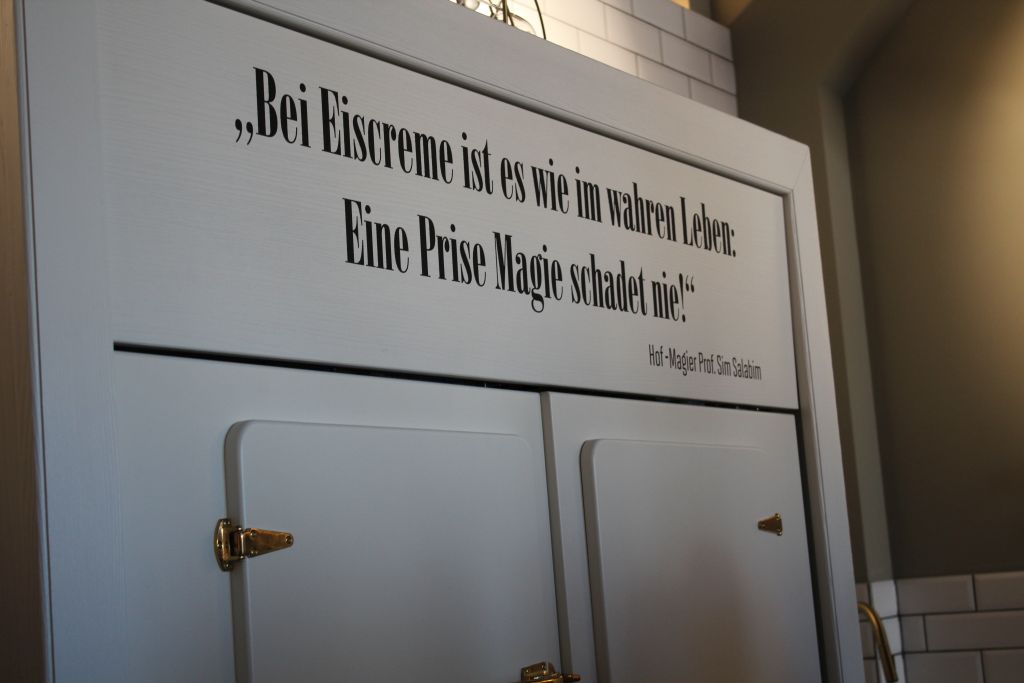 „Bei Eiscreme ist es wie im wahren Leben:
Eine Prise Magie schadet nie!“
Hof-Magier Prof. Sim Salabim